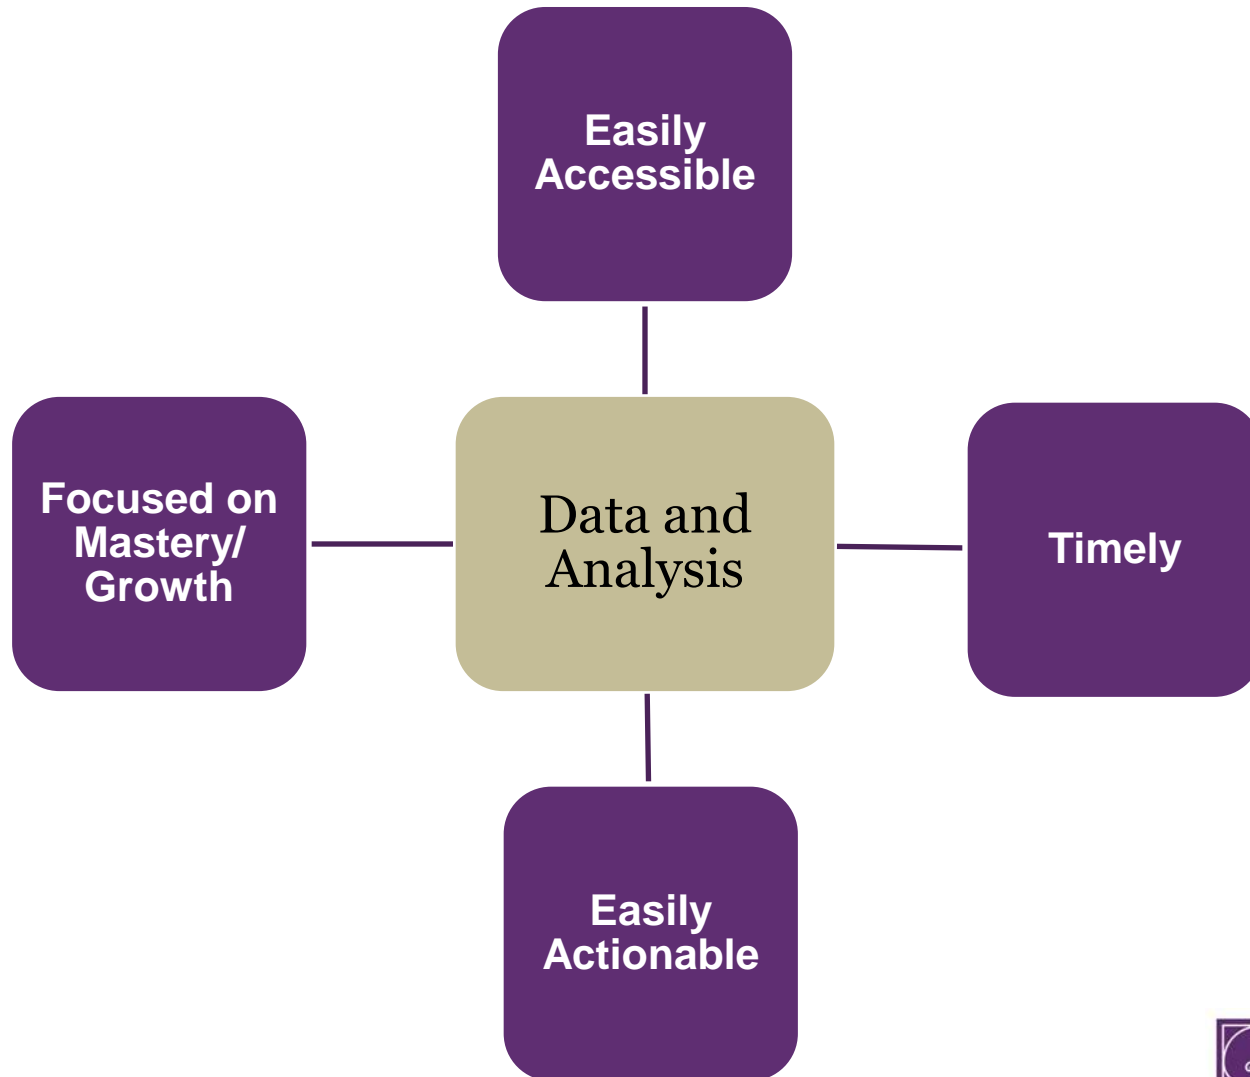 Easily
Accessible
Focused on
Mastery/
Growth
Data and
Analysis
Timely
Easily
Actionable